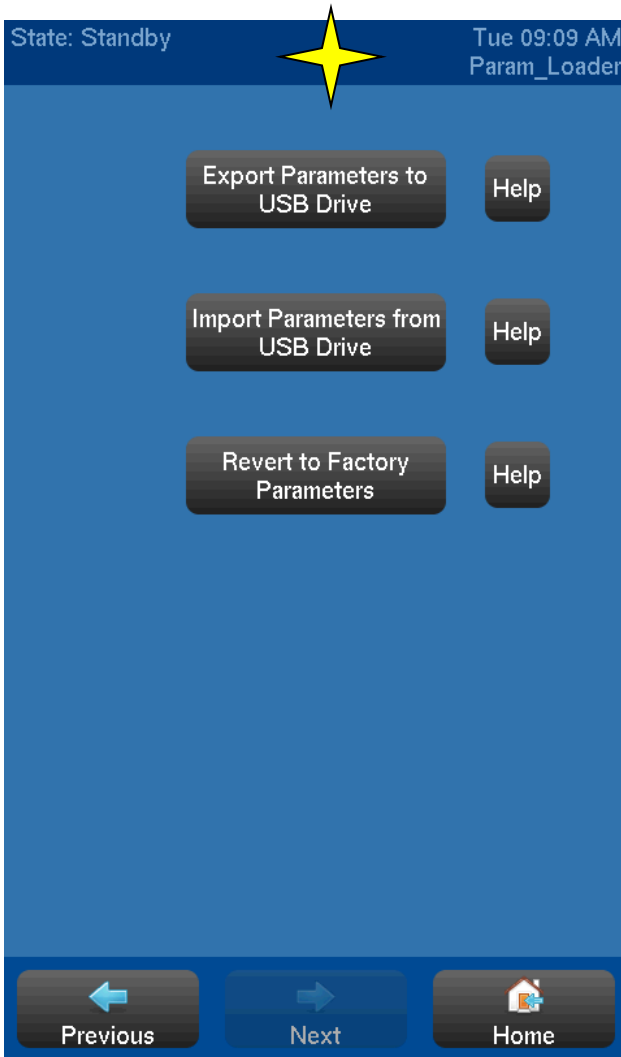 State: Standby
Tue 09:09 AM
Param_Loader
Export Parameters to
USB Drive
Help
Import Parameters from
USB Drive
Help
Revert to Factory
Parameters
Help
Previous
Next
Home